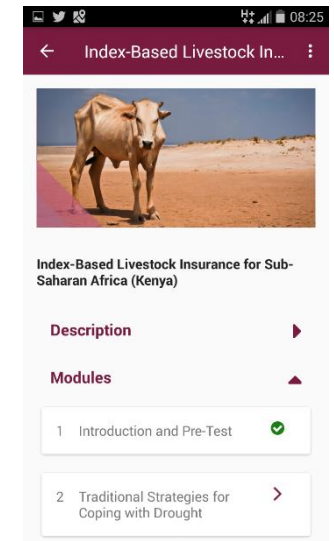 H+ 08:25
Index-Based Livestock In...
Index-Based Livestock Insurance for Sub-
Saharan Africa (Kenya)
Description
Modules
1 Introduction and Pre-Test
2 Traditional Strategies for
Coping with Drought